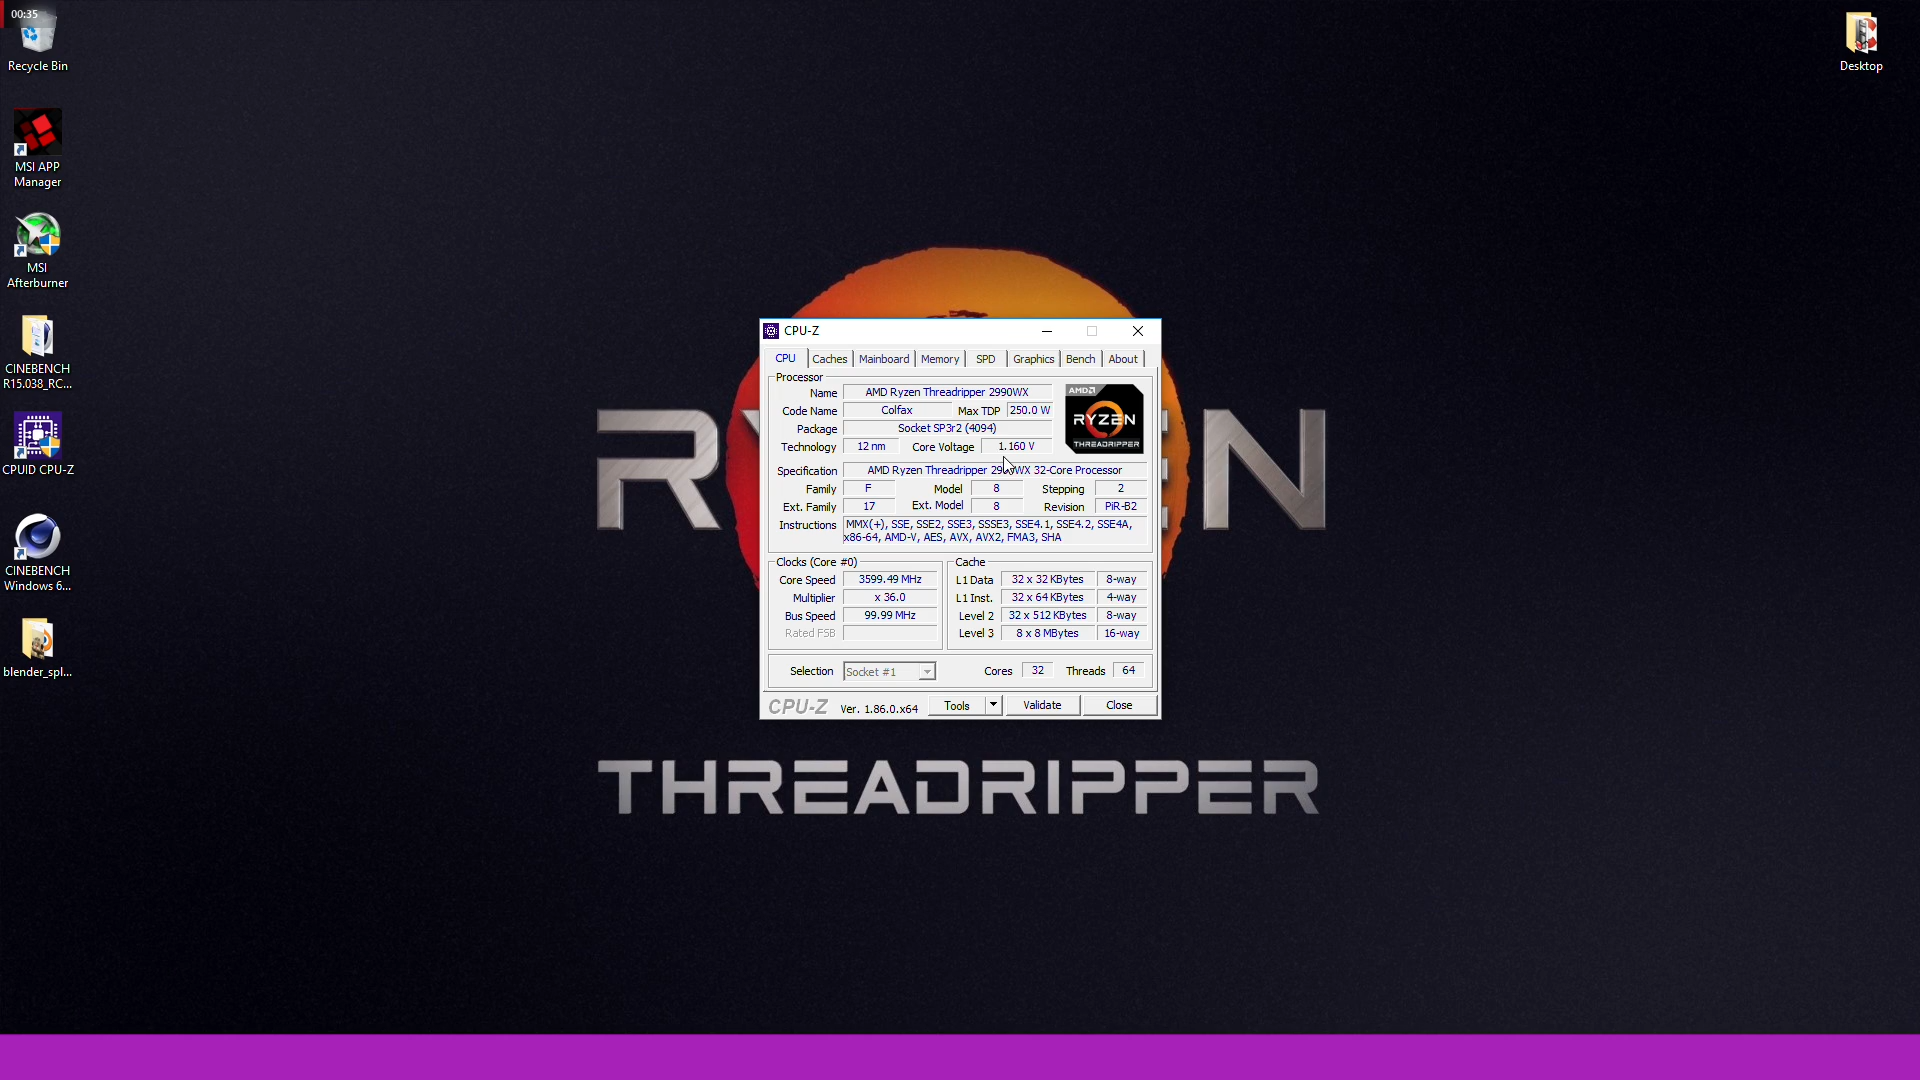 00:35
Recycle Bin
MSI APP
Manager
MSI
Afterburner
CINEBENCH
R15.038_RC...
CPUID CPU-Z
CINEBENCH
Windows 6...
blender_spl...
Desktop
CPU-Z
CPU Caches Mainboard Memory SPD Graphics Bench About
Processor
Name AMD Ryzen Threadripper 2990WX
Code Name Colfax Max TDP 250.0 W
Package Socket SP3r2 (4094)
Technology 12 nm Core Voltage 1.160 V
AMD
RYZEN
THREADRIPPER
Specification AMD Ryzen Threadripper 2990WX 32-Core Processor
Family F Model 8 Stepping 2
Ext. Family 17 Ext. Model 8 Revision PiR-B2
Instructions MMX(+), SSE, SSE2, SSE3, SSSE3, SSE4.1, SSE4.2, SSE4A,
x86-64, AMD-V, AES, AVX, AVX2, FMA3, SHA
Clocks (Core #0)
Core Speed 3599.49 MHz
Multiplier x 36.0
Bus Speed 99.99 MHz
Rated FSB
Cache
L1 Data 32 x 32 KBytes 8-way
L1 Inst. 32 x 64 KBytes 4-way
Level 2 32 x 512 KBytes 8-way
Level 3 8 x 8 MBytes 16-way
Selection Socket #1 Cores 32 Threads 64
CPU-Z Ver. 1.86.0.x64 Tools Validate Close
THREADRIPPER